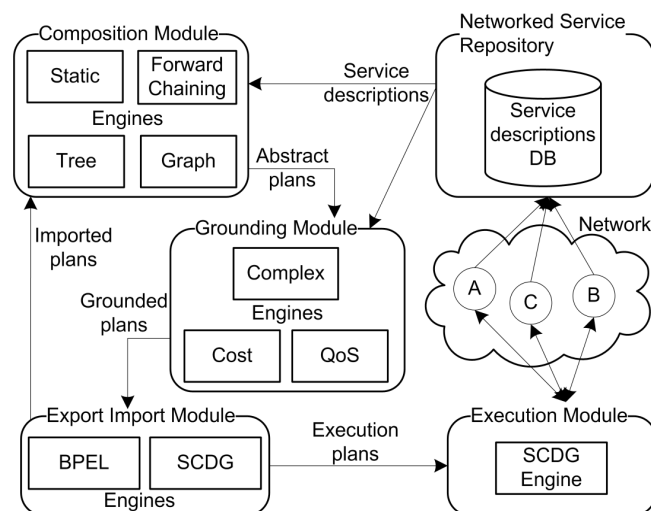 Composition Module
Static
Forward
Chaining
Engines
Tree
Graph
Networked Service
Repository
Service
descriptions
DB
Service
descriptions
Abstract
plans
Imported
plans
Grounding Module
Complex
Engines
Cost
QoS
Grounded
plans
Network
A
C
B
Export Import Module
BPEL
SCDG
Engines
Execution
plans
Execution Module
SCDG
Engine